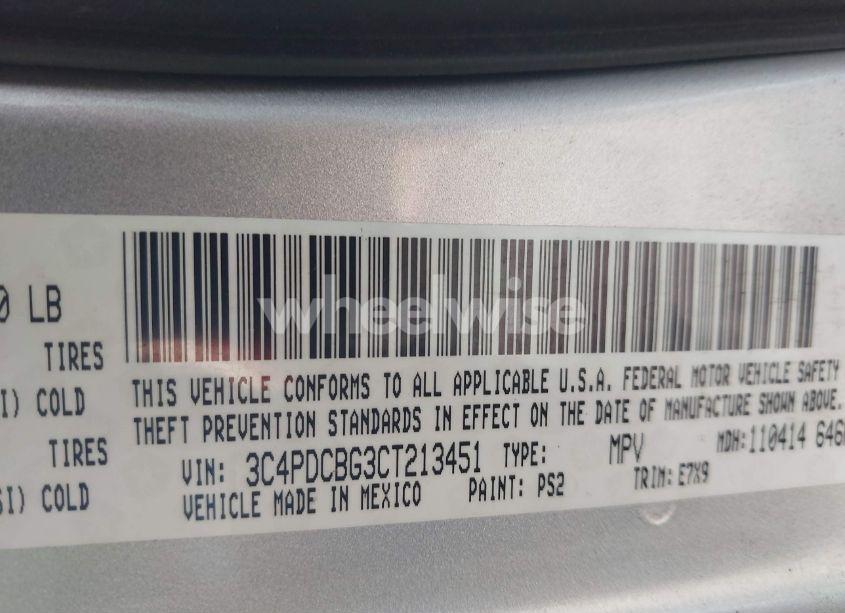 0 LB
TIRES
I) COLD
TIRES
SI) COLD
wheelwise
THIS VEHICLE CONFORMS TO ALL APPLICABLE U.S.A. FEDERAL MOTOR VEHICLE SAFETY
THEFT PREVENTION STANDARDS IN EFFECT ON THE DATE OF MANUFACTURE SHOWN ABOVE.
VIN: 3C4PDCBG3CT213451 TYPE: MPV MDH:110414 646
VEHICLE MADE IN MEXICO PAINT: PS2 TRIM: E7X9